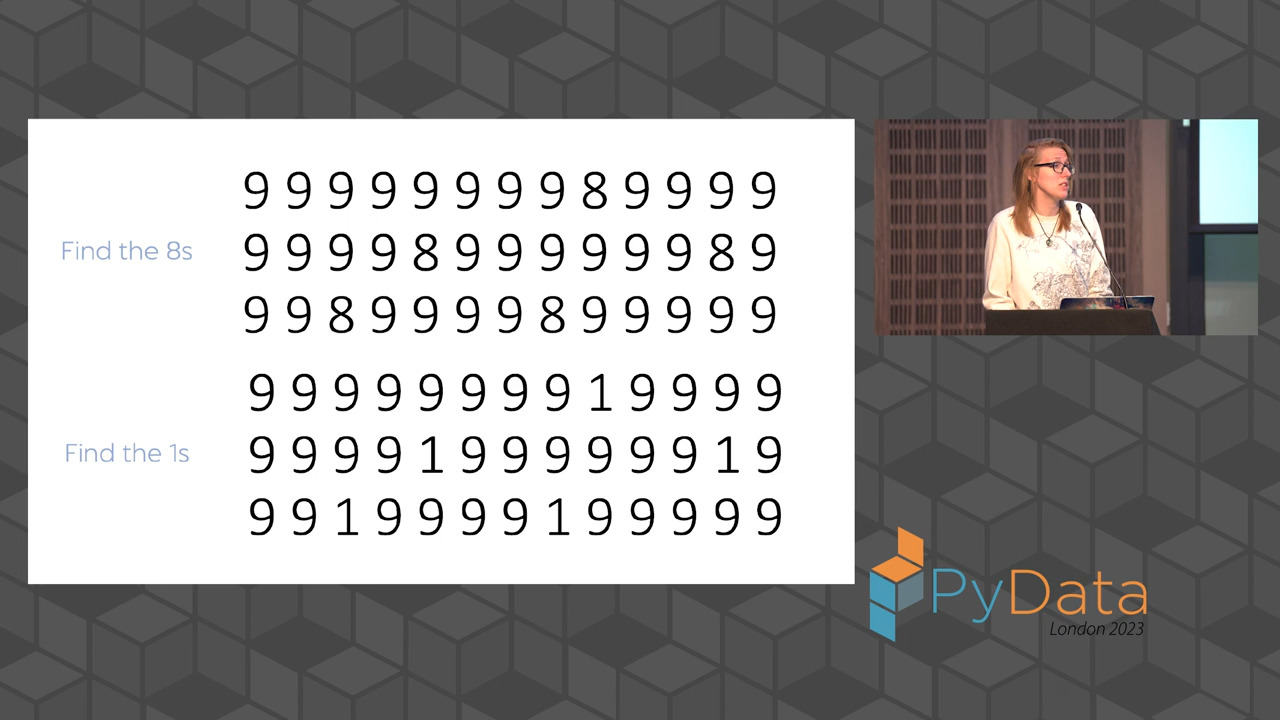 9 9 9 9 9 9 9 9 8 9 9 9 9
Find the 8s
9 9 9 9 8 9 9 9 9 9 9 8 9
9 9 8 9 9 9 9 8 9 9 9 9 9
9 9 9 9 9 9 9 9 1 9 9 9 9
Find the 1s
9 9 9 9 1 9 9 9 9 9 9 1 9
9 9 1 9 9 9 9 1 9 9 9 9 9
PyData
London 2023